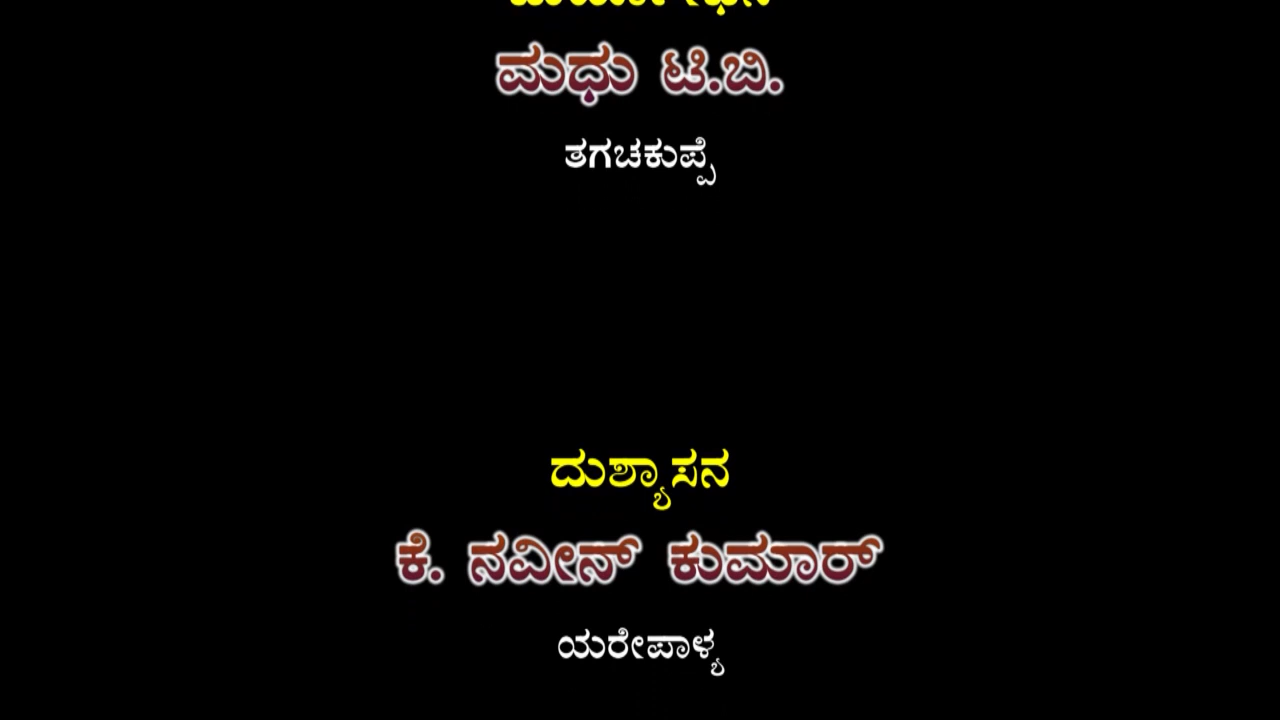 ಮಧು ಟಿ.ಬಿ.
ತಗಚಕುಪ್ಪೆ
ದುಶ್ಯಾಸನ
ಕೆ. ನವೀನ್ ಕುಮಾರ್
ಯರೇಪಾಳ್ಯ